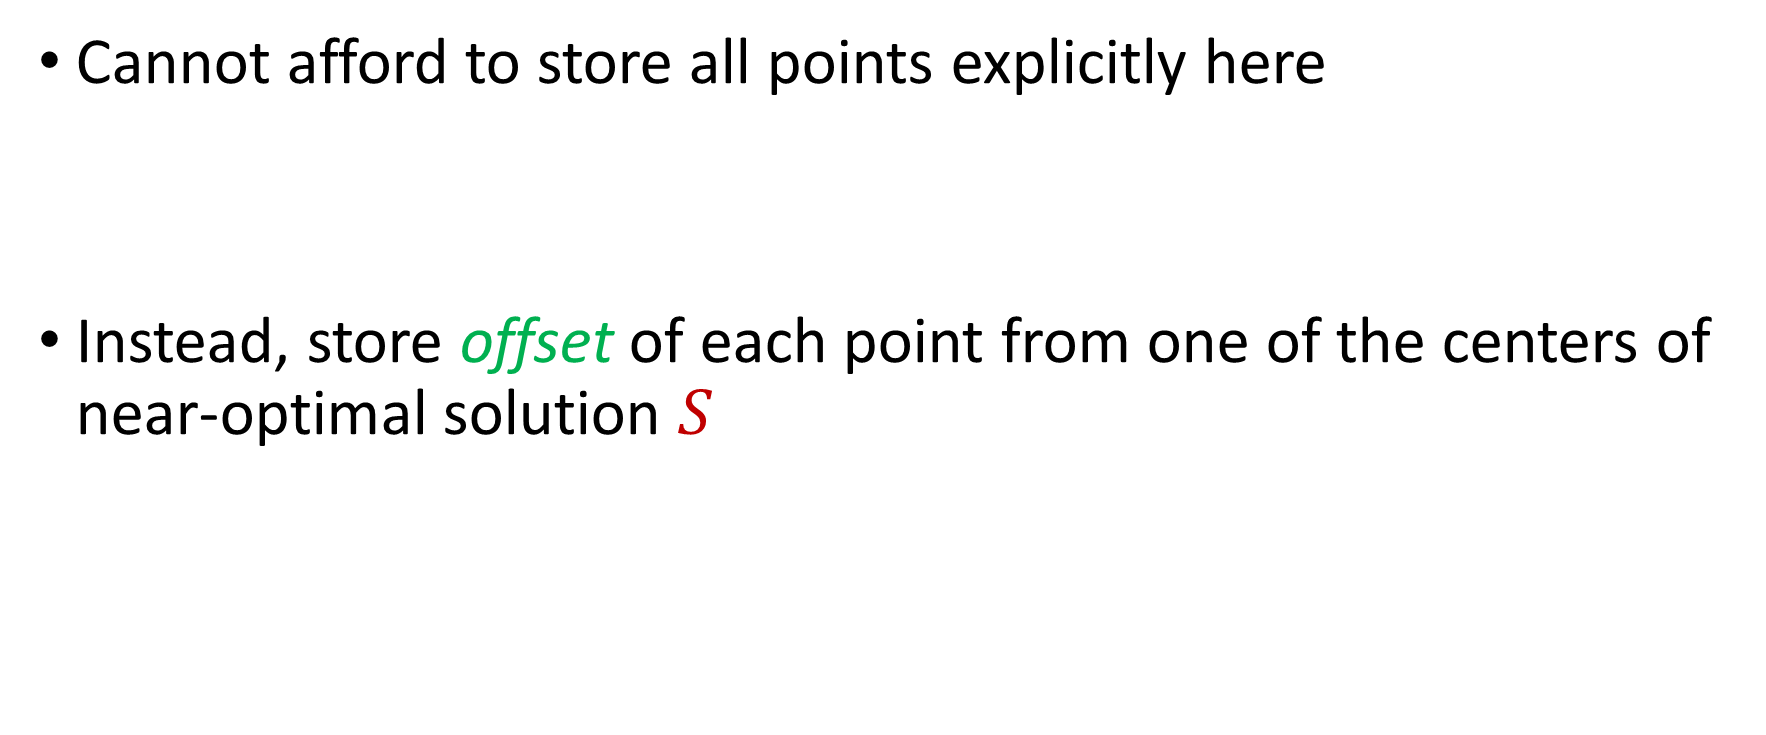 • Cannot afford to store all points explicitly here
• Instead, store offset of each point from one of the centers of
near-optimal solution S